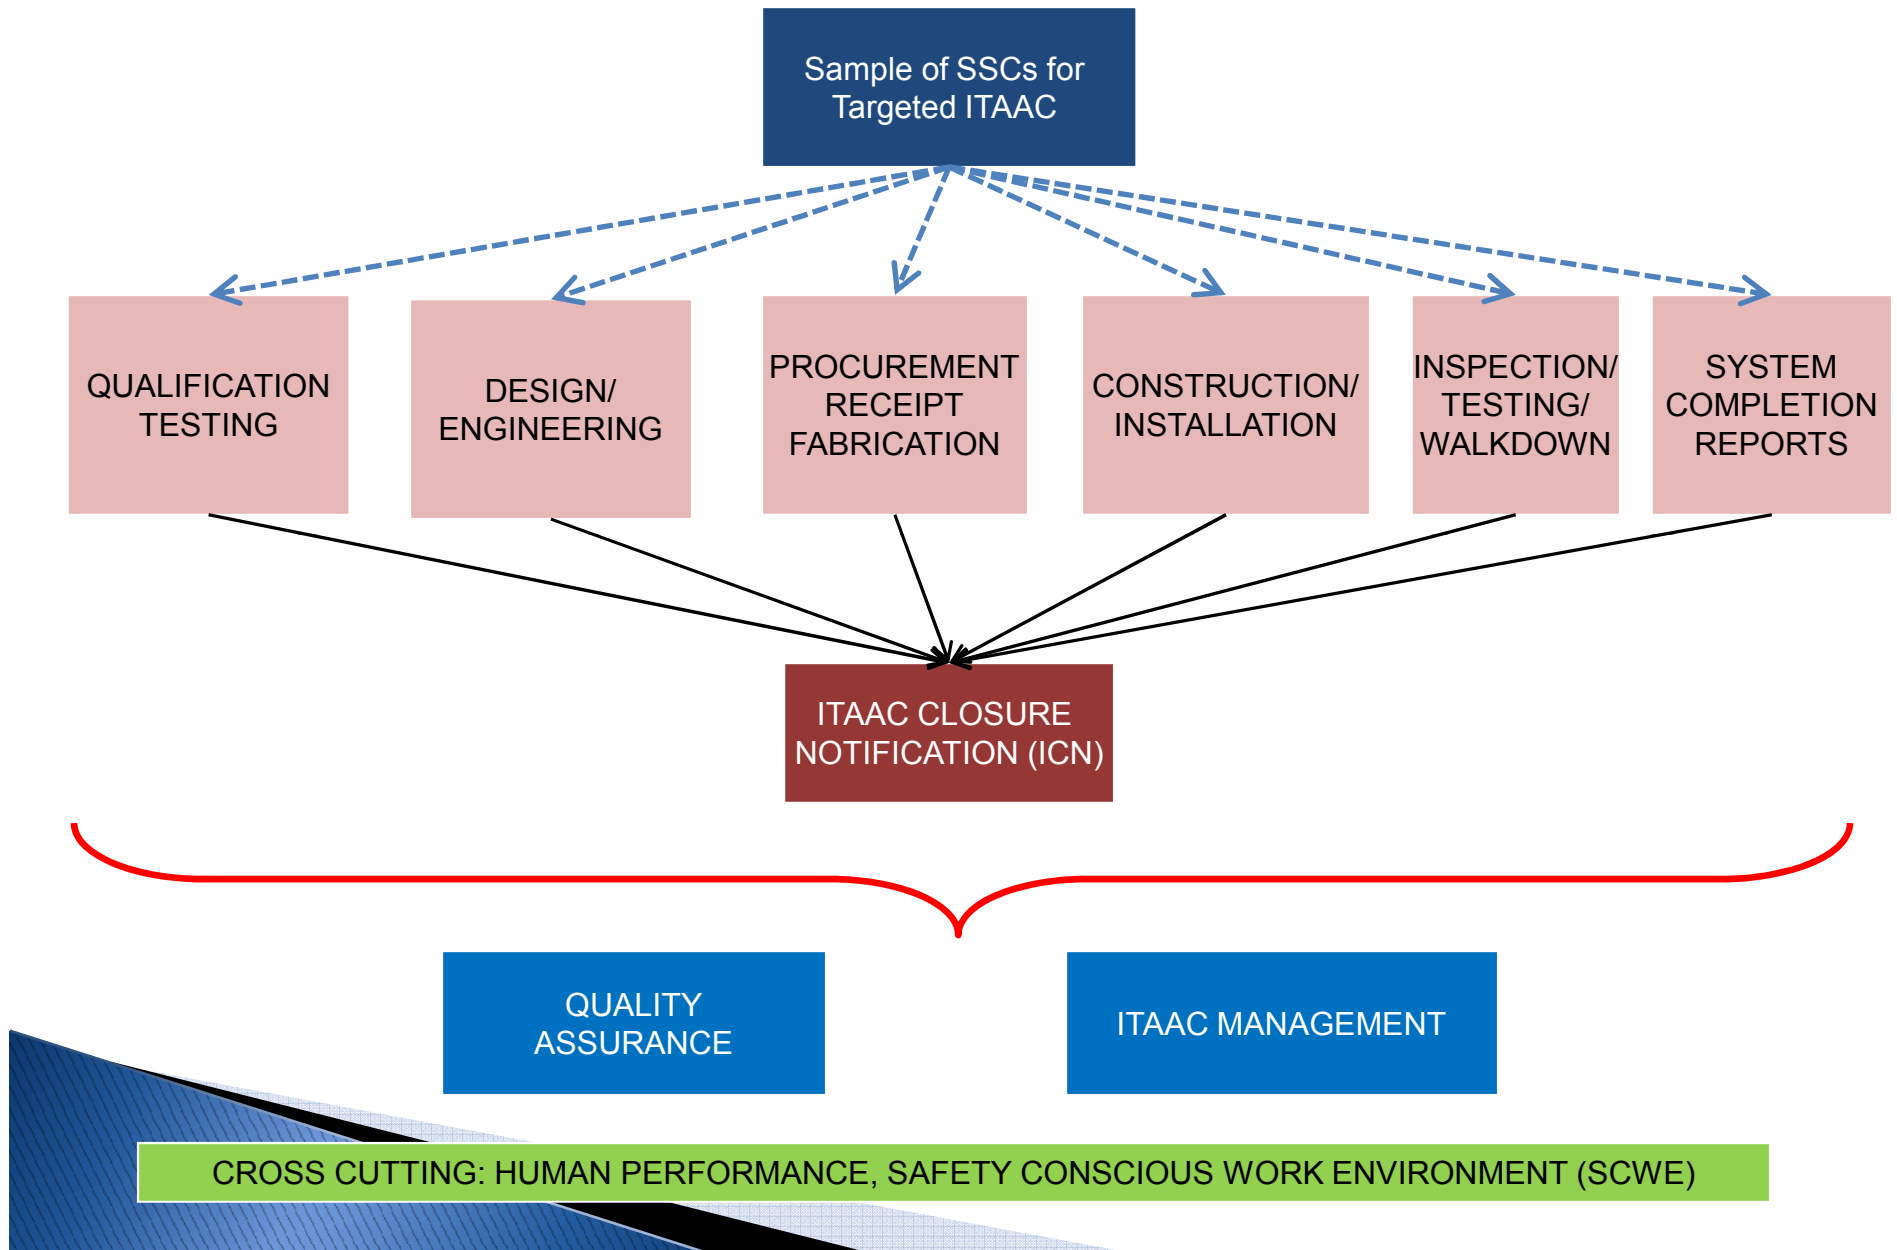 Sample of SSCs for
Targeted ITAAC
QUALIFICATION
TESTING
DESIGN/
ENGINEERING
PROCUREMENT
RECEIPT
FABRICATION
CONSTRUCTION/
INSTALLATION
INSPECTION/
TESTING/
WALKDOWN
SYSTEM
COMPLETION
REPORTS
ITAAC CLOSURE
NOTIFICATION (ICN)
QUALITY
ASSURANCE
ITAAC MANAGEMENT
CROSS CUTTING: HUMAN PERFORMANCE, SAFETY CONSCIOUS WORK ENVIRONMENT (SCWE)